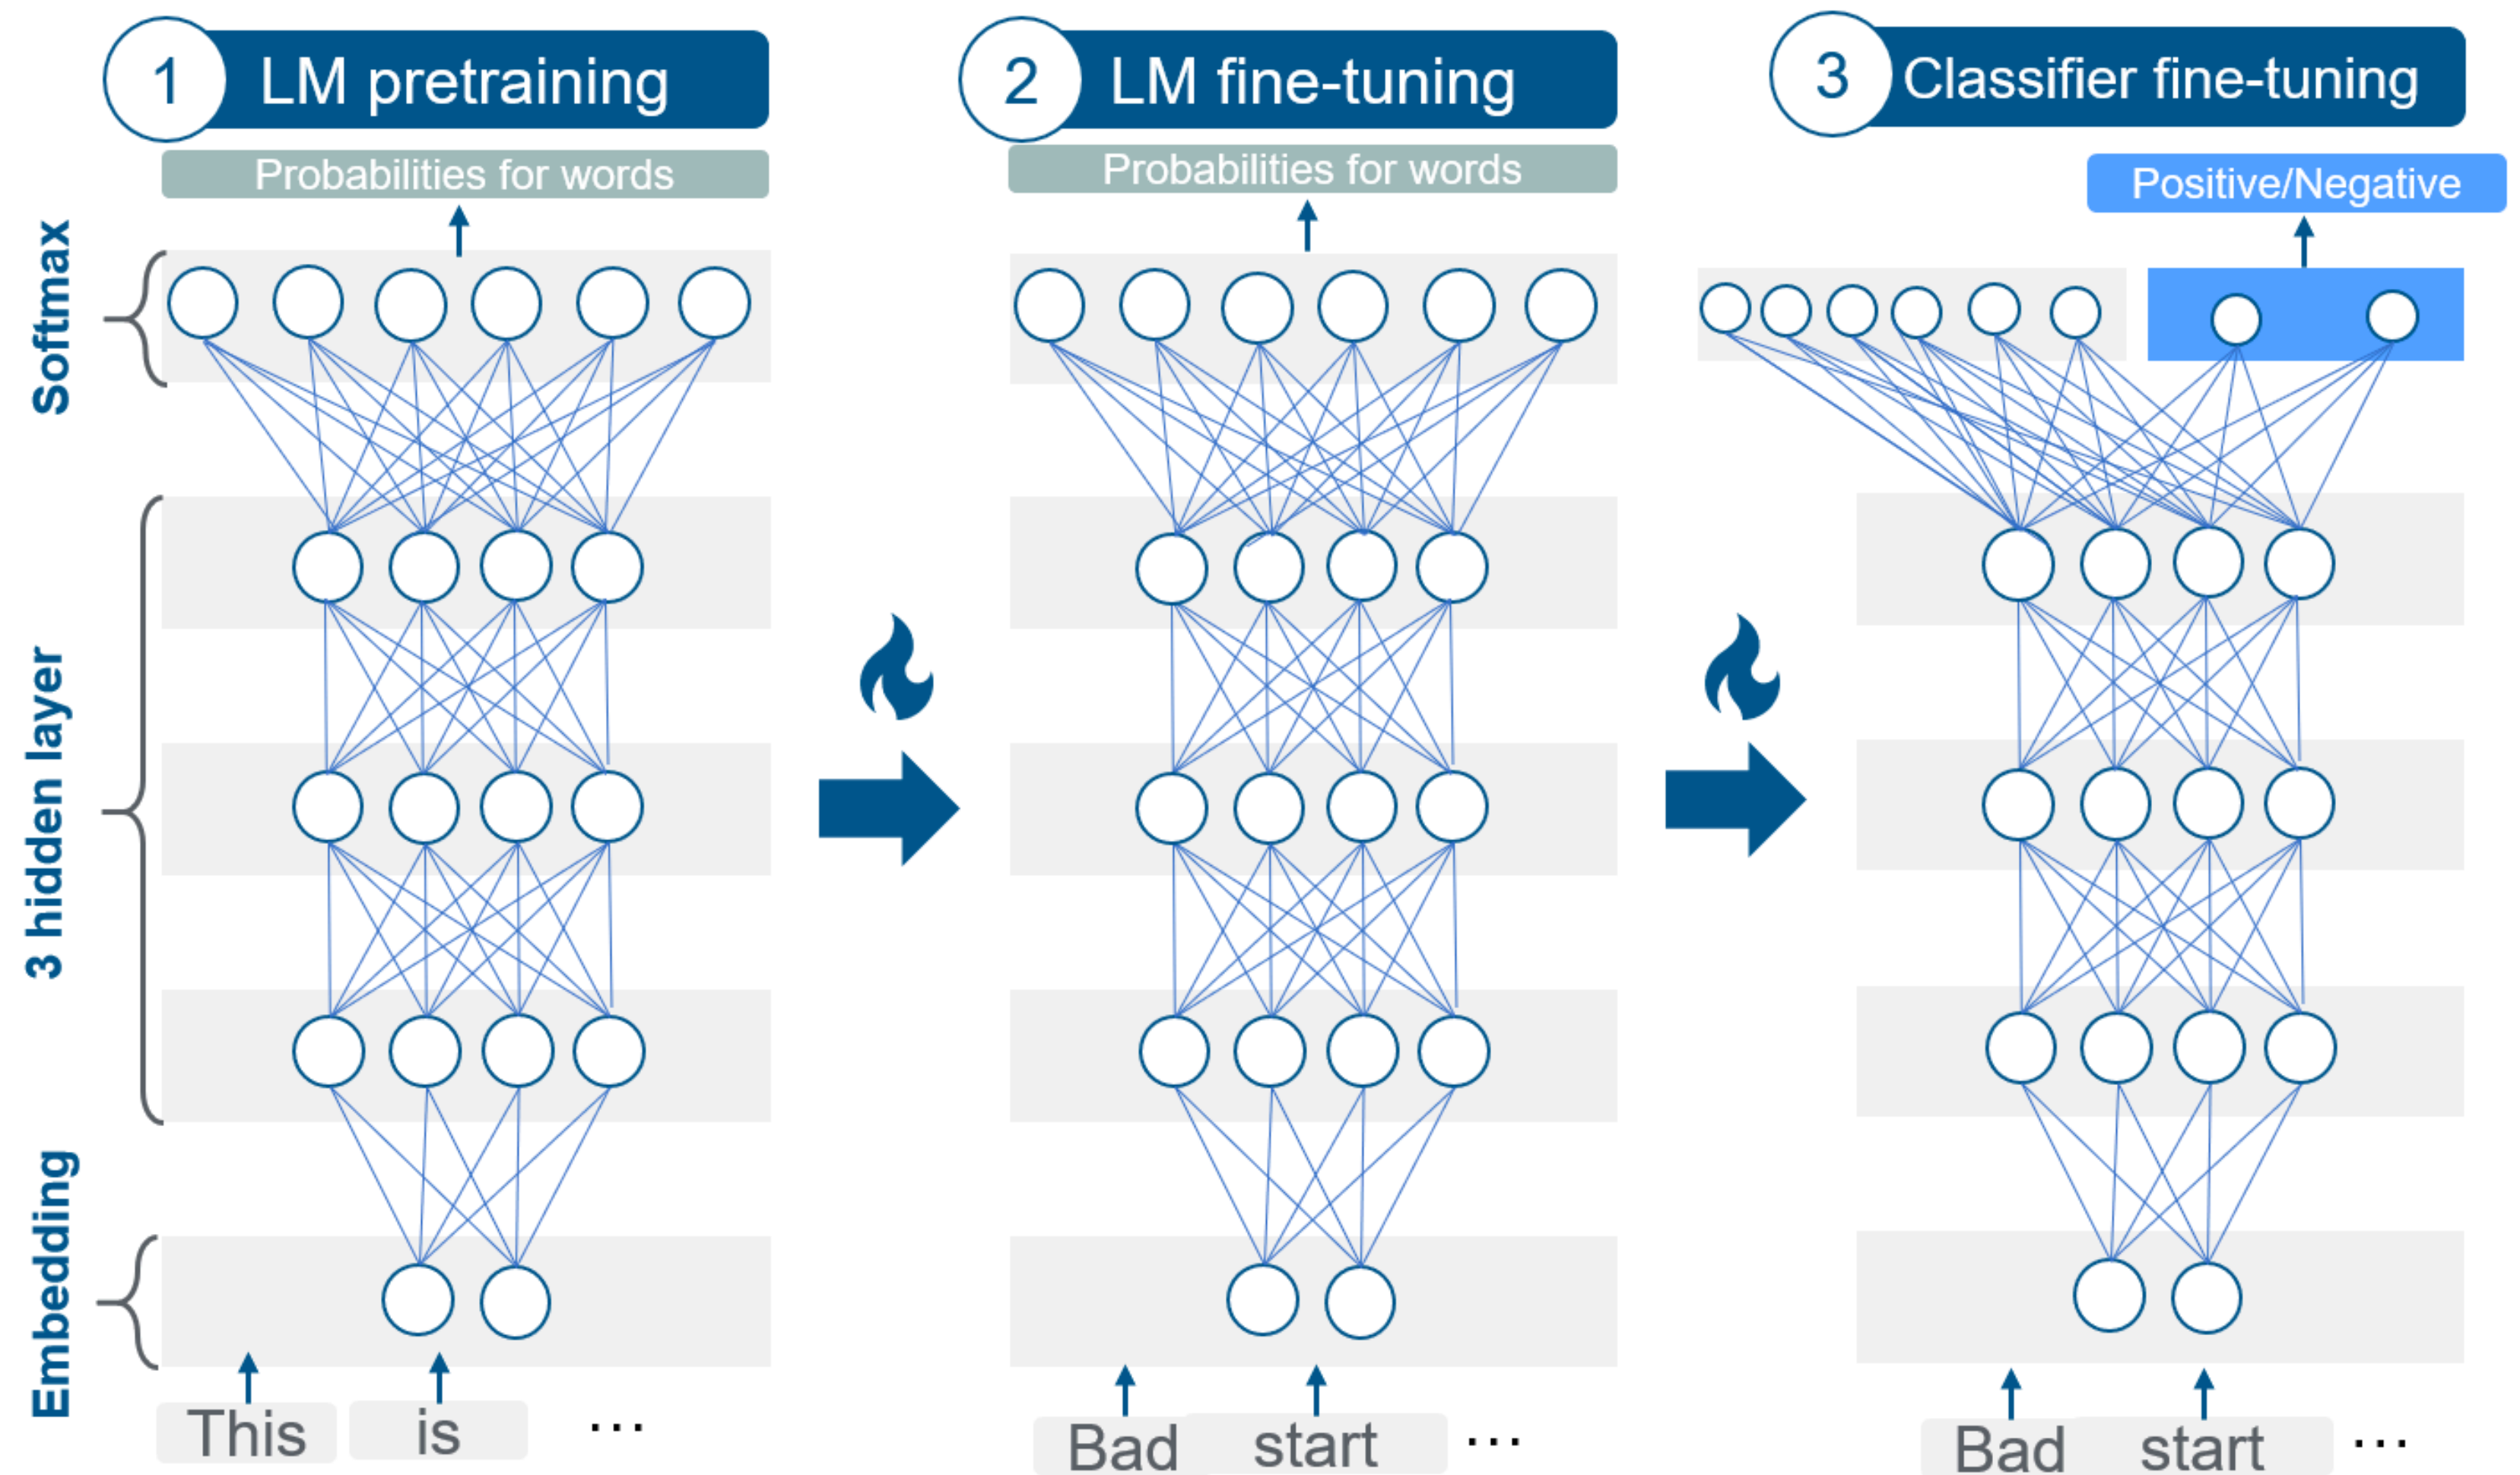 1 LM pretraining
2 LM fine-tuning
3 Classifier fine-tuning
Probabilities for words
Probabilities for words
Positive/Negative
Softmax
3 hidden layer
Embedding
This is ...
Bad start ...
Bad start ...